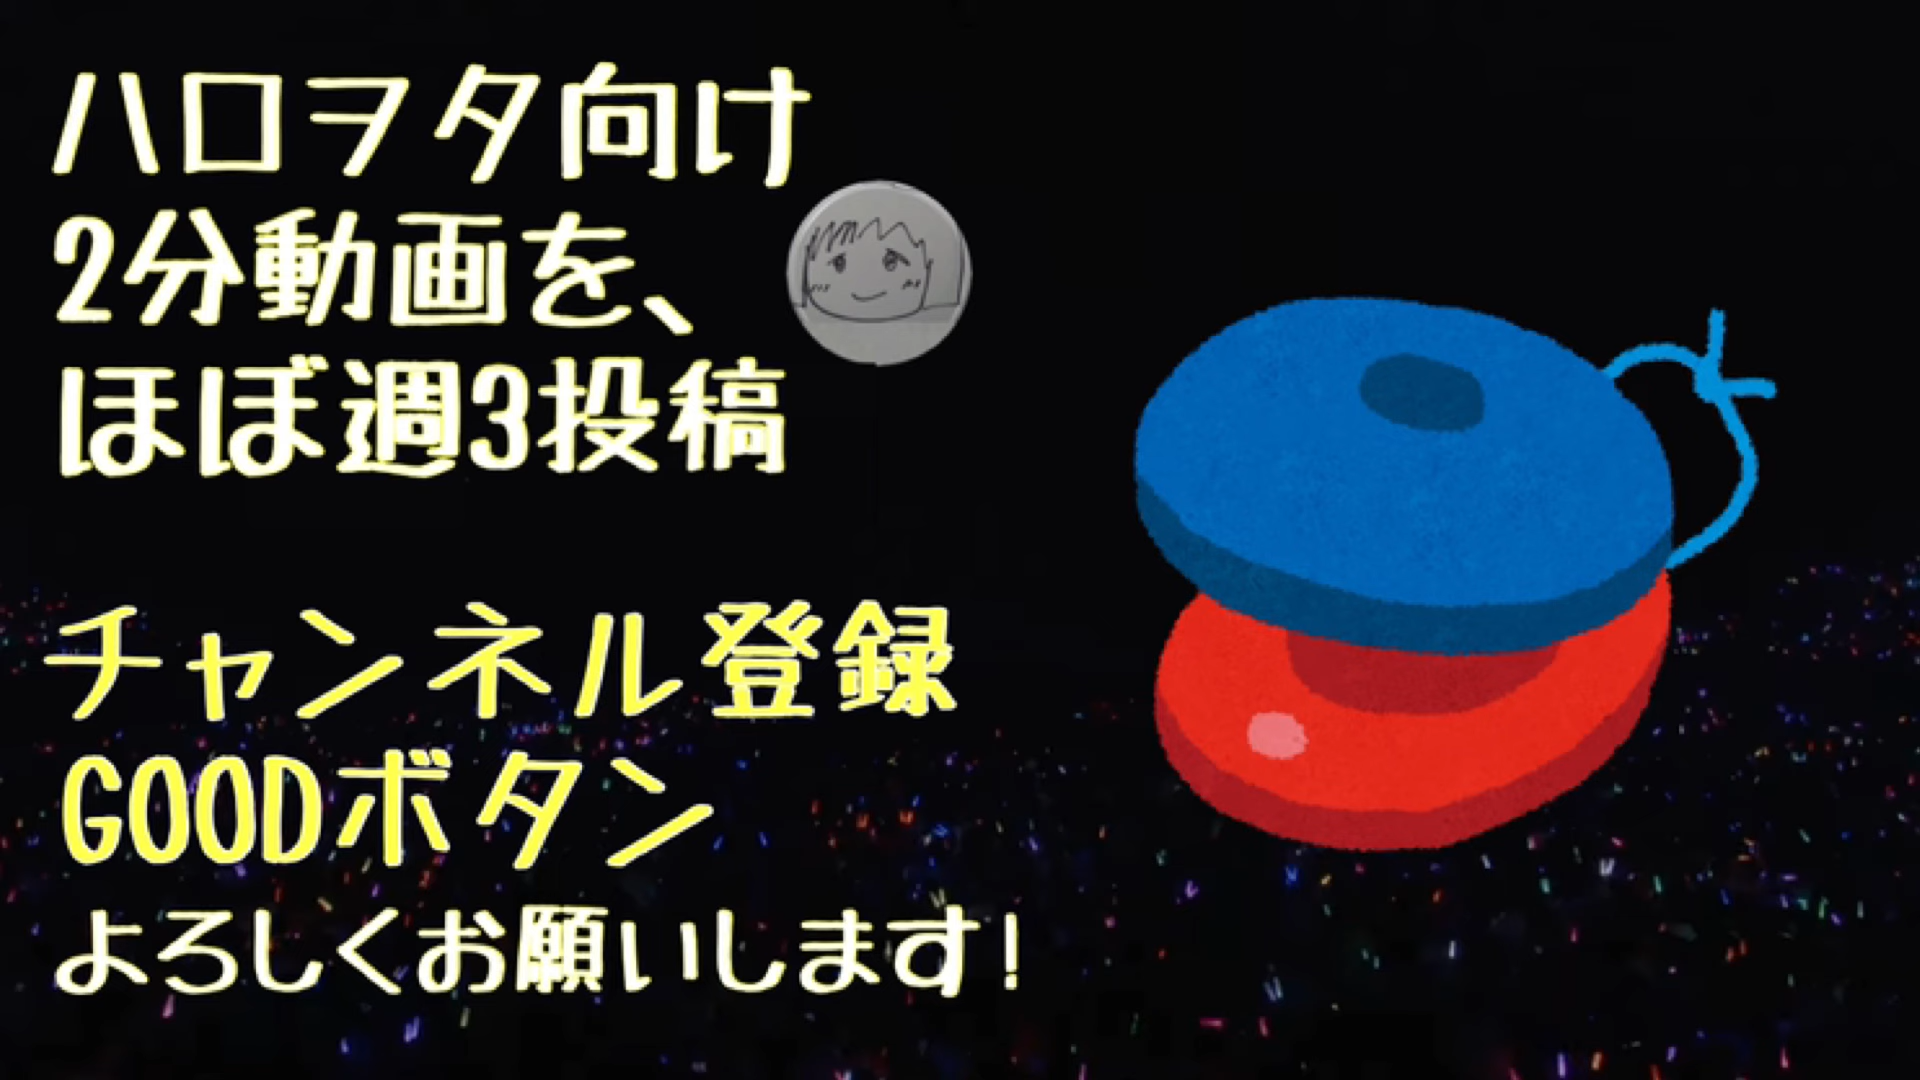 ハロヲタ向け
2分動画を、
ほぼ週3投稿
チャンネル登録
GOODボタン
よろしくお願いします!